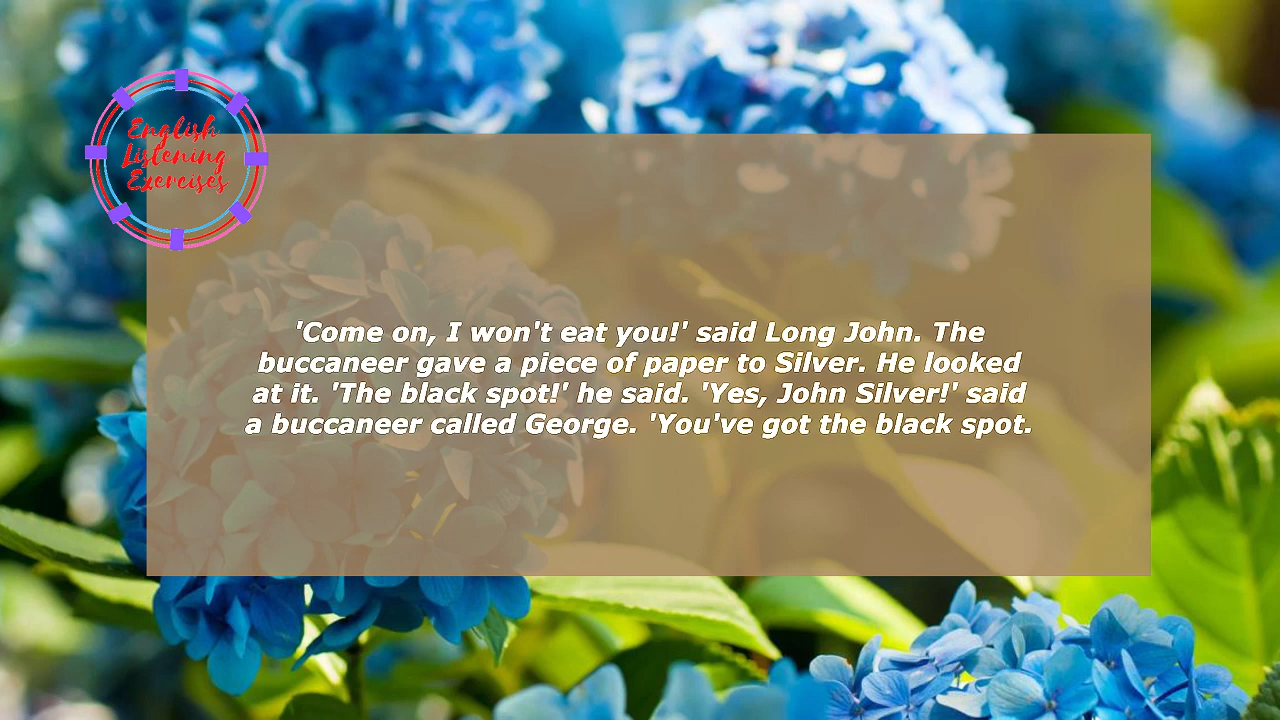 English
Listening
Exercises
'Come on, I won't eat you!' said Long John. The
buccaneer gave a piece of paper to Silver. He looked
at it. 'The black spot!' he said. 'Yes, John Silver!' said
a buccaneer called George. 'You've got the black spot.